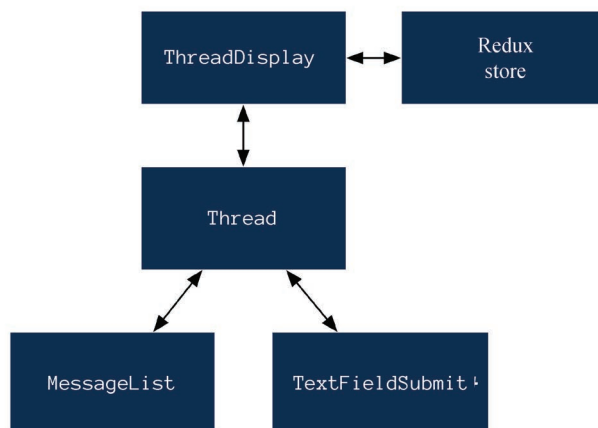 ThreadDisplay
Redux
store
Thread
MessageList
TextFieldSubmit